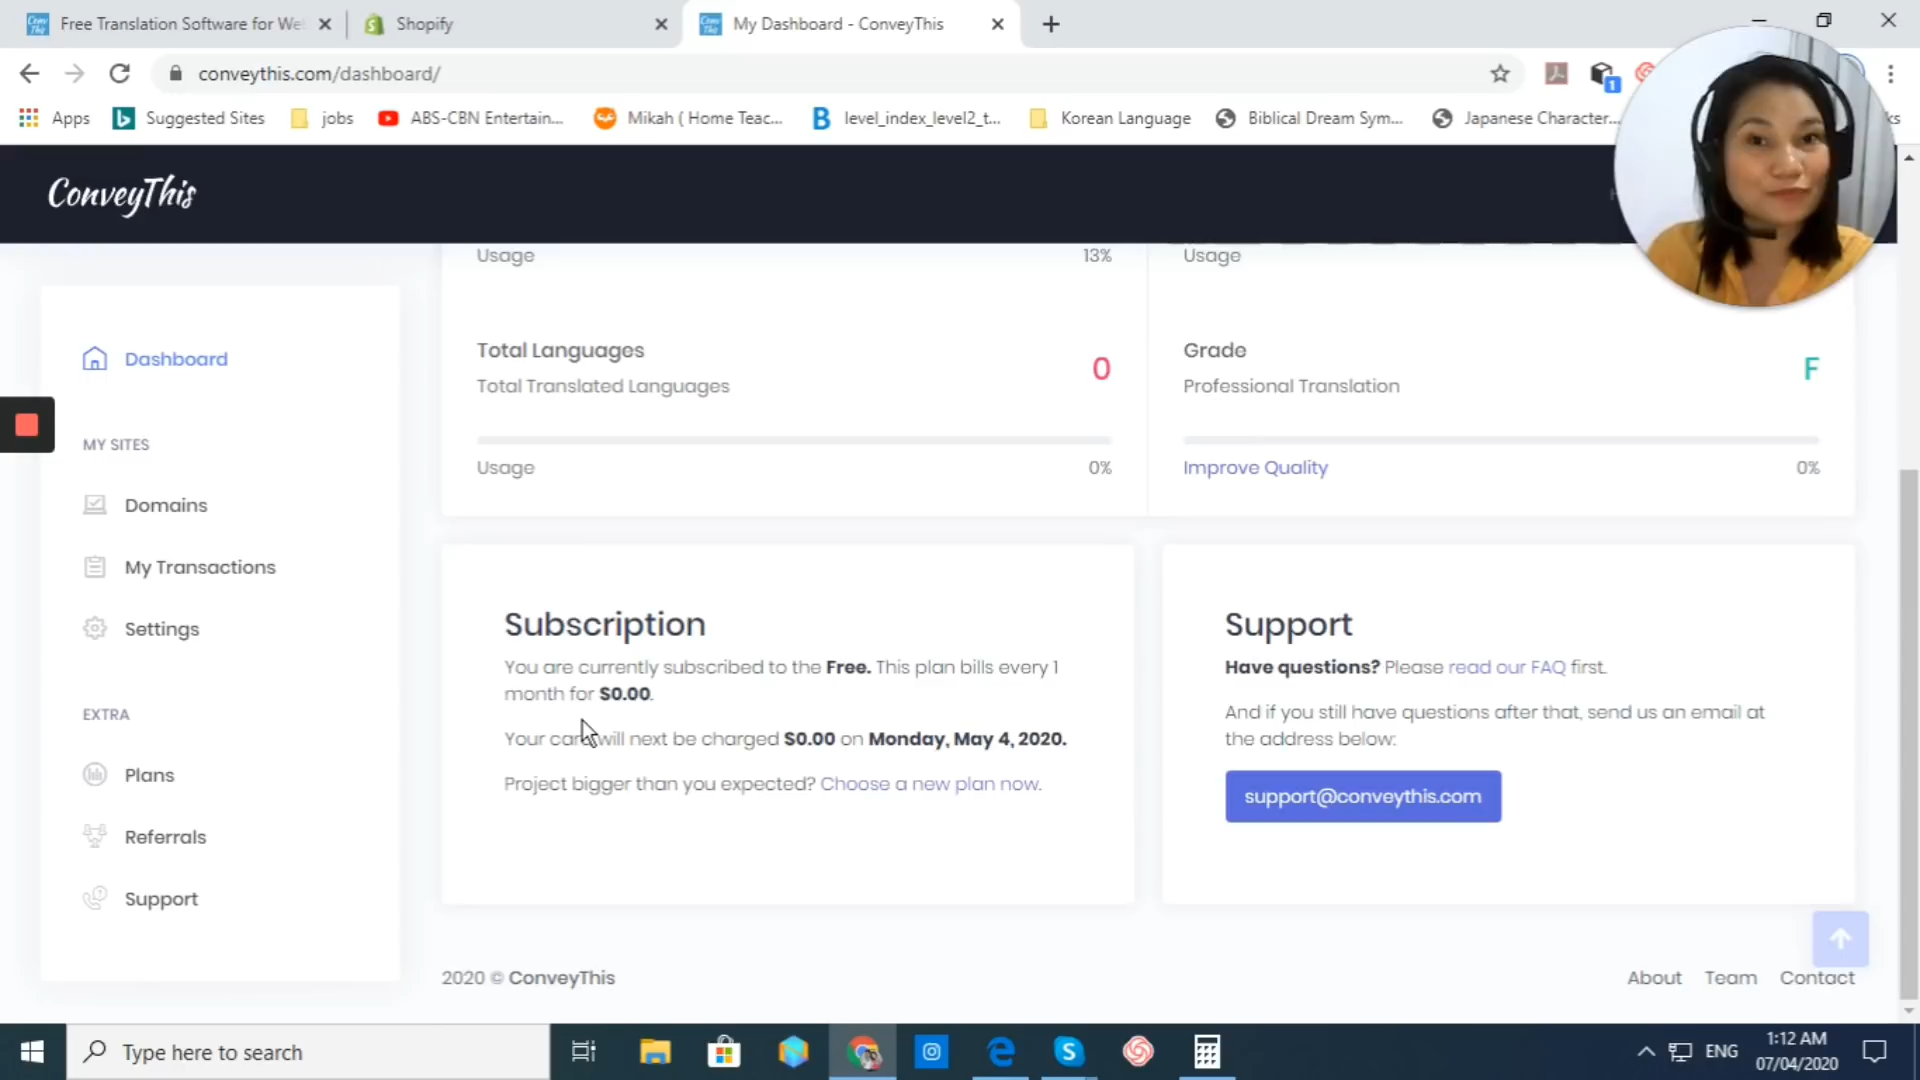 Free Translation Software for We
Shopify
My Dashboard - ConveyThis
conveythis.com/dashboard/
1
Apps
Suggested Sites
jobs
ABS-CBN Entertain...
Mikah ( Home Teac...
level_index_level2_t...
Korean Language
Biblical Dream Sym...
Japanese Character...
ConveyThis
Usage 13%
Usage
Total Languages
Total Translated Languages
0
Usage 0%
Grade
Professional Translation
F
Improve Quality 0%
Dashboard
MY SITES
Domains
My Transactions
Settings
EXTRA
Plans
Referrals
Support
Subscription
You are currently subscribed to the Free. This plan bills every 1
month for $0.00.
Your card will next be charged $0.00 on Monday, May 4, 2020.
Project bigger than you expected? Choose a new plan now.
Support
Have questions? Please read our FAQ first.
And if you still have questions after that, send us an email at
the address below:
support@conveythis.com
2020 © ConveyThis
About Team Contact
Type here to search
ENG
1:12 AM
07/04/2020